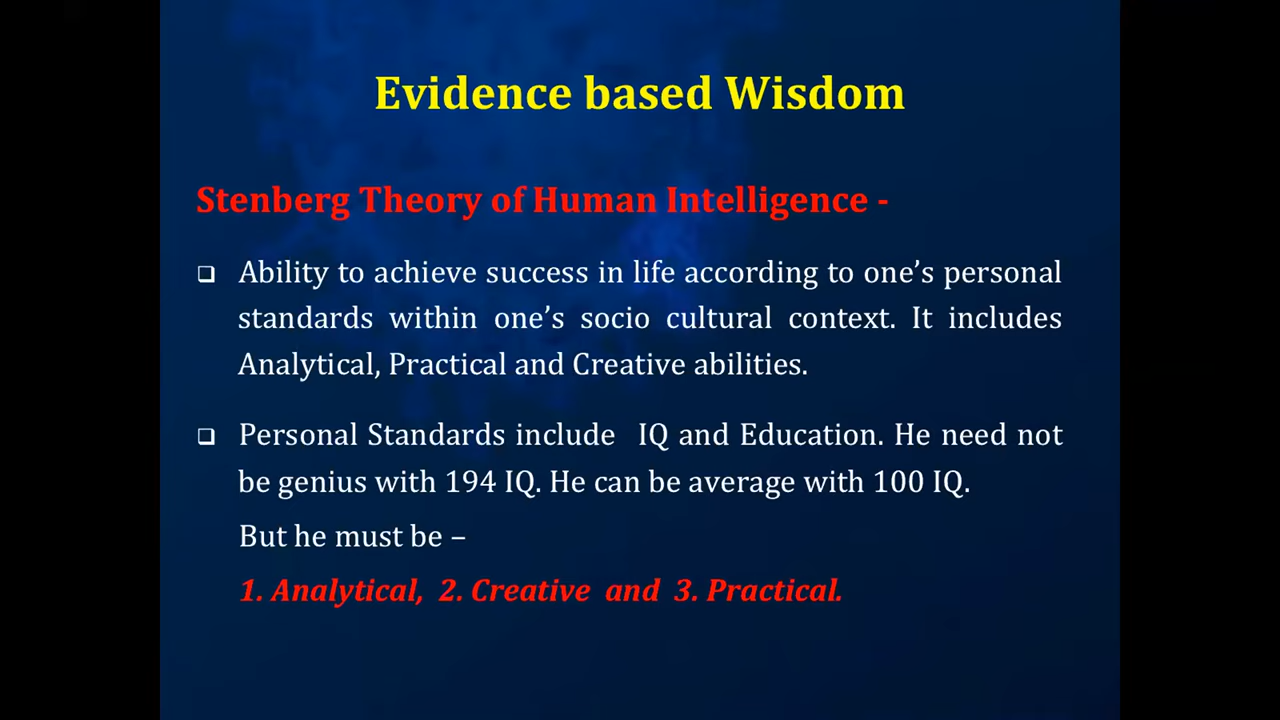 Evidence based Wisdom
Stenberg Theory of Human Intelligence -
❑ Ability to achieve success in life according to one’s personal
standards within one’s socio cultural context. It includes
Analytical, Practical and Creative abilities.
❑ Personal Standards include IQ and Education. He need not
be genius with 194 IQ. He can be average with 100 IQ.
But he must be –
1. Analytical, 2. Creative and 3. Practical.